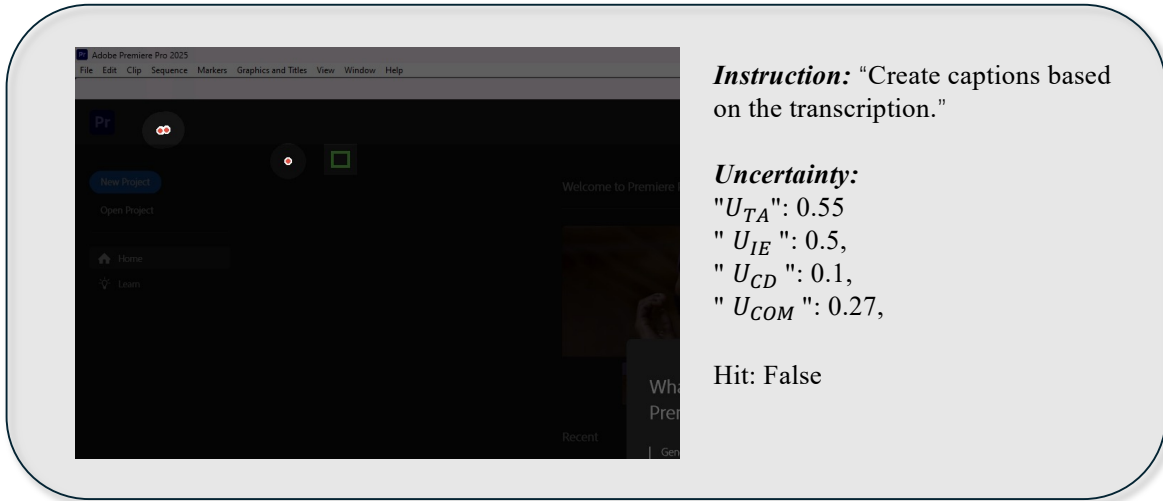 Pr Adobe Premiere Pro 2025
File Edit Clip Sequence Markers Graphics and Titles View Window Help
Pr
New Project
Open Project
Home
Learn
Welcome to Premiere
Wha
Prer
Recent
Gen
Instruction: “Create captions based
on the transcription.”
Uncertainty:
"U_TA": 0.55
" U_IE ": 0.5,
" U_CD ": 0.1,
" U_COM ": 0.27,
Hit: False